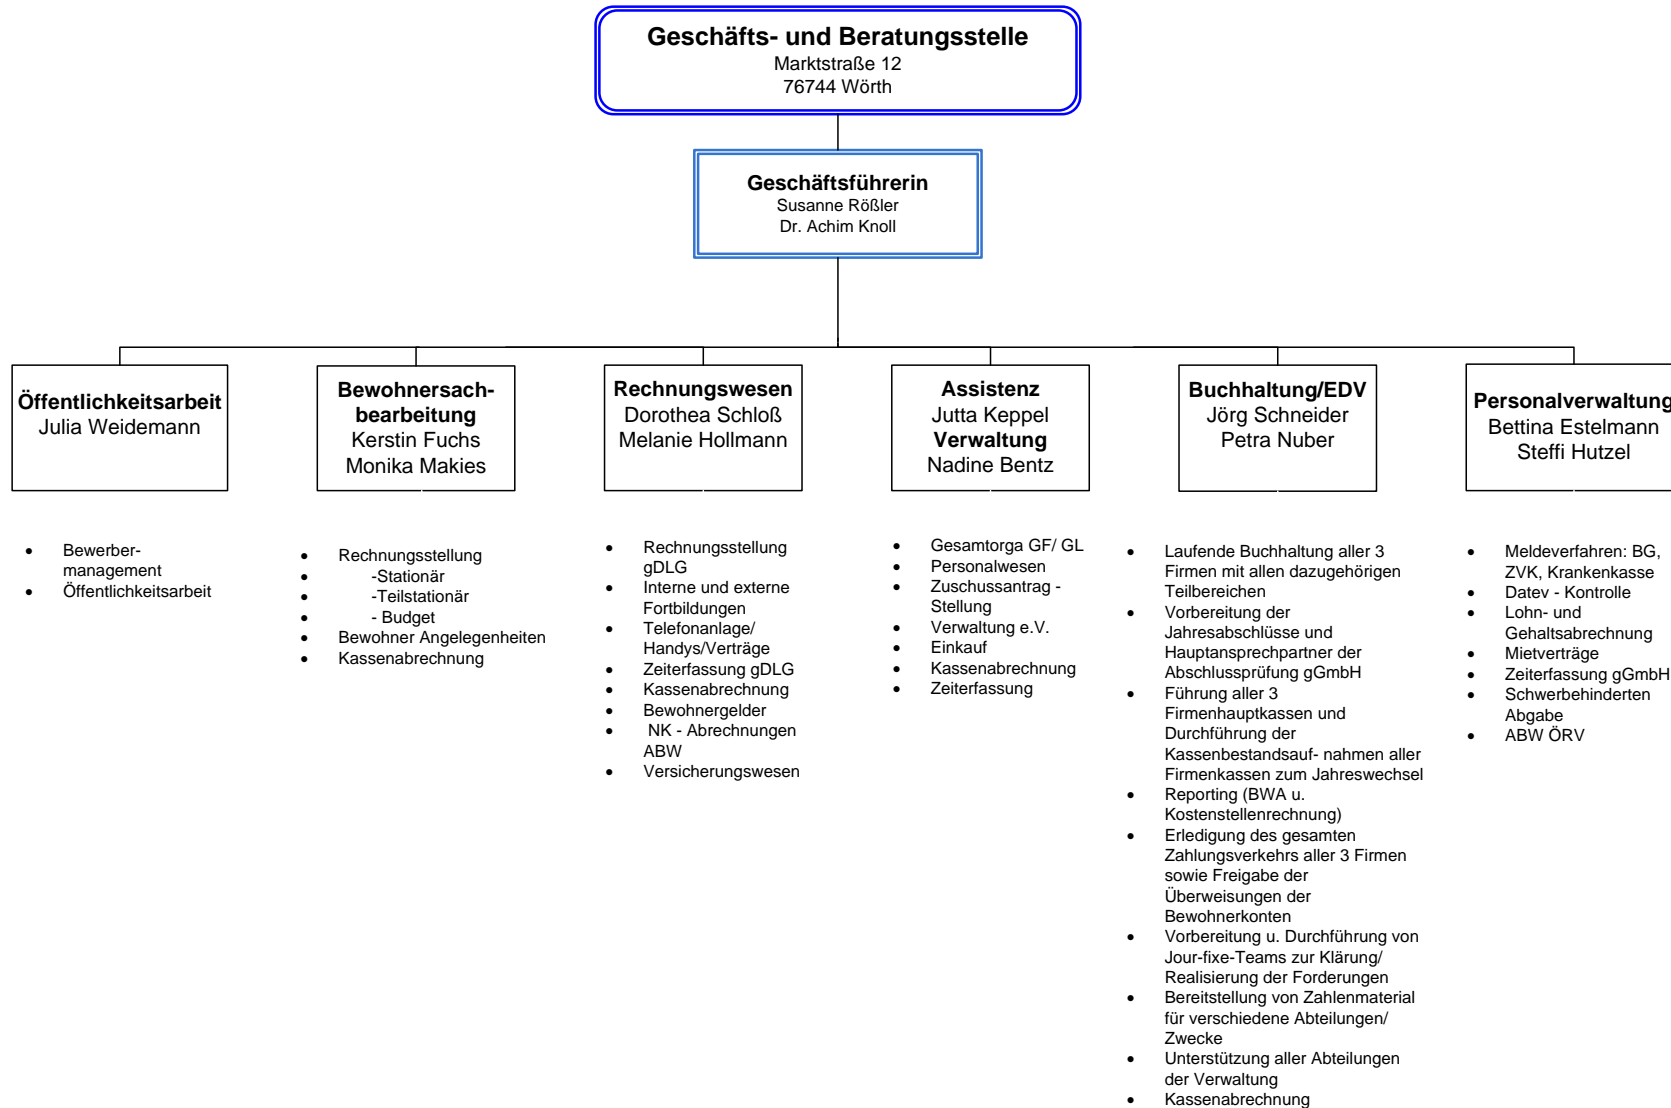 Geschäfts- und Beratungsstelle
Marktstraße 12
76744 Wörth
Geschäftsführerin
Susanne Rößler
Dr. Achim Knoll
Öffentlichkeitsarbeit
Julia Weidemann
Bewohnersach-
bearbeitung
Kerstin Fuchs
Monika Makies
Rechnungswesen
Dorothea Schloß
Melanie Hollmann
Assistenz
Jutta Keppel
Verwaltung
Nadine Bentz
Buchhaltung/EDV
Jörg Schneider
Petra Nuber
Personalverwaltung
Bettina Estelmann
Steffi Hutzel
• Bewerber-
management
• Öffentlichkeitsarbeit
• Rechnungsstellung
• -Stationär
• -Teilstationär
• - Budget
• Bewohner Angelegenheiten
• Kassenabrechnung
• Rechnungsstellung
gDLG
• Interne und externe
Fortbildungen
• Telefonanlage/
Handys/Verträge
• Zeiterfassung gDLG
• Kassenabrechnung
• Bewohnergelder
• NK - Abrechnungen
ABW
• Versicherungswesen
• Gesamtorga GF/ GL
• Personalwesen
• Zuschussantrag -
Stellung
• Verwaltung e.V.
• Einkauf
• Kassenabrechnung
• Zeiterfassung
• Laufende Buchhaltung aller 3
Firmen mit allen dazugehörigen
Teilbereichen
• Vorbereitung der
Jahresabschlüsse und
Hauptansprechpartner der
Abschlussprüfung gGmbH
• Führung aller 3
Firmenhauptkassen und
Durchführung der
Kassenbestandsauf- nahmen aller
Firmenkassen zum Jahreswechsel
• Reporting (BWA u.
Kostenstellenrechnung)
• Erledigung des gesamten
Zahlungsverkehrs aller 3 Firmen
sowie Freigabe der
Überweisungen der
Bewohnerkonten
• Vorbereitung u. Durchführung von
Jour-fixe-Teams zur Klärung/
Realisierung der Forderungen
• Bereitstellung von Zahlenmaterial
für verschiedene Abteilungen/
Zwecke
• Unterstützung aller Abteilungen
der Verwaltung
• Kassenabrechnung
• Meldeverfahren: BG,
ZVK, Krankenkasse
• Datev - Kontrolle
• Lohn- und
Gehaltsabrechnung
• Mietverträge
• Zeiterfassung gGmbH
• Schwerbehinderten
Abgabe
• ABW ÖRV